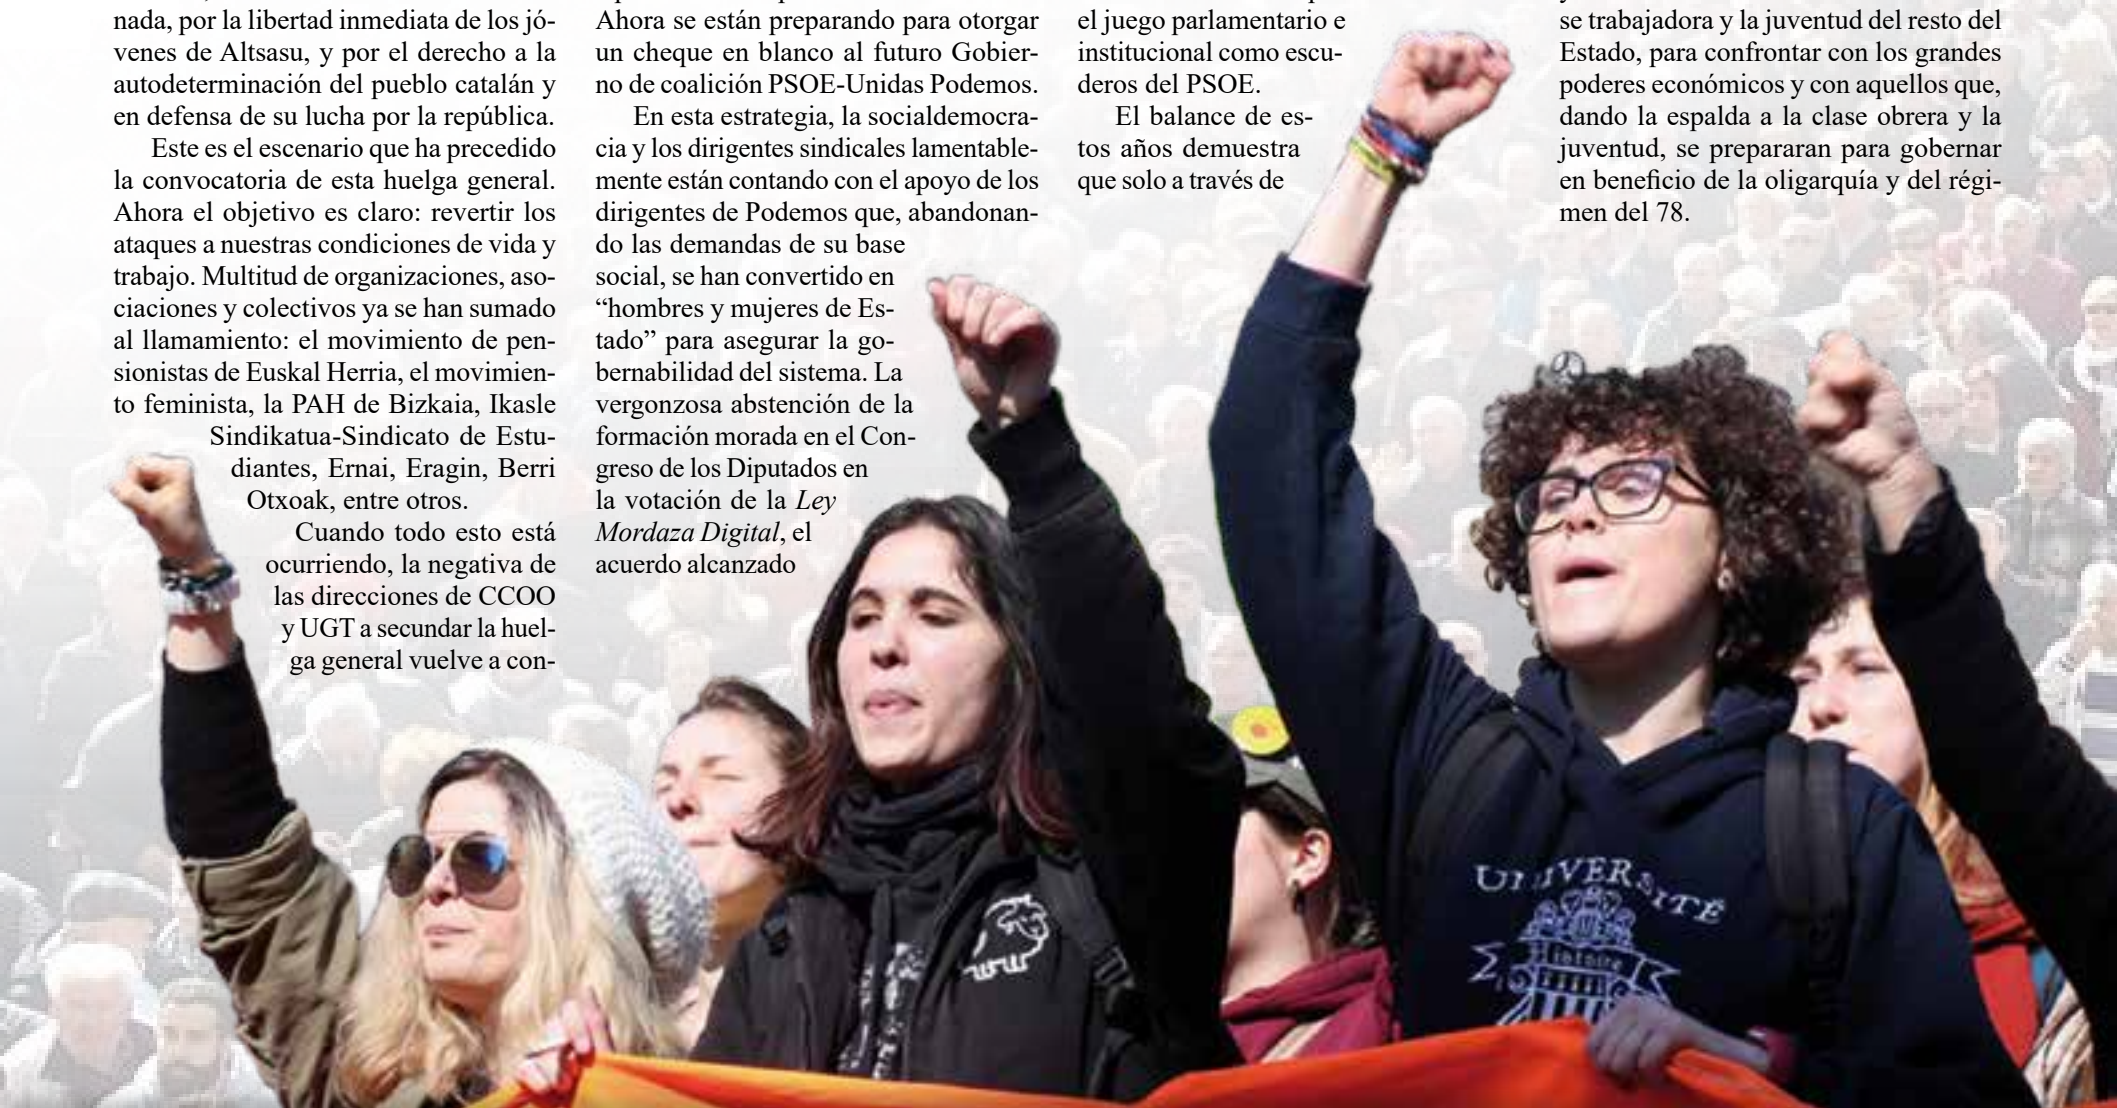 nada, por la libertad inmediata de los jó-
venes de Altsasu, y por el derecho a la
autodeterminación del pueblo catalán y
en defensa de su lucha por la república.
Este es el escenario que ha precedido
la convocatoria de esta huelga general.
Ahora el objetivo es claro: revertir los
ataques a nuestras condiciones de vida y
trabajo. Multitud de organizaciones, aso-
ciaciones y colectivos ya se han sumado
al llamamiento: el movimiento de pen-
sionistas de Euskal Herria, el movimien-
to feminista, la PAH de Bizkaia, Ikasle
Sindikatua-Sindicato de Estu-
diantes, Ernai, Eragin, Berri
Otxoak, entre otros.
Cuando todo esto está
ocurriendo, la negativa de
las direcciones de CCOO
y UGT a secundar la huel-
ga general vuelve a con-
Ahora se están preparando para otorgar
un cheque en blanco al futuro Gobier-
no de coalición PSOE-Unidas Podemos.
En esta estrategia, la socialdemocra-
cia y los dirigentes sindicales lamentable-
mente están contando con el apoyo de los
dirigentes de Podemos que, abandonan-
do las demandas de su base
social, se han convertido en
“hombres y mujeres de Es-
tado” para asegurar la go-
bernabilidad del sistema. La
vergonzosa abstención de la
formación morada en el Con-
greso de los Diputados en
la votación de la Ley
Mordaza Digital, el
acuerdo alcanzado
el juego parlamentario e
institucional como escu-
deros del PSOE.
El balance de es-
tos años demuestra
que solo a través de
se trabajadora y la juventud del resto del
Estado, para confrontar con los grandes
poderes económicos y con aquellos que,
dando la espalda a la clase obrera y la
juventud, se prepararan para gobernar
en beneficio de la oligarquía y del régi-
men del 78.
UNIVERSITÉ